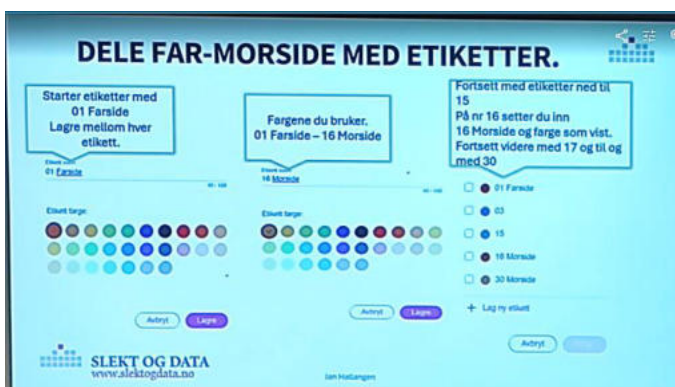 DELE FAR-MORSIDE MED ETIKETTER.
Starter etiketter med
01 Farside
Lagre mellom hver
etikett.
Etikett navn
01 Farside
Etikett farge:
Avbryt
Lagre
Fargene du bruker.
01 Farside – 16 Morside
16 Morside
Etikett farge:
Avbryt
Lagre
Fortsett med etiketter ned til
15
På nr 16 setter du inn
16 Morside og farge som vist.
Fortsett videre med 17 og til og
med 30
01 Farside
03
15
16 Morside
30 Morside
+ Lag ny etikett
Avbryt
SLEKT OG DATA
www.slektogdata.no
Jan Hallangen